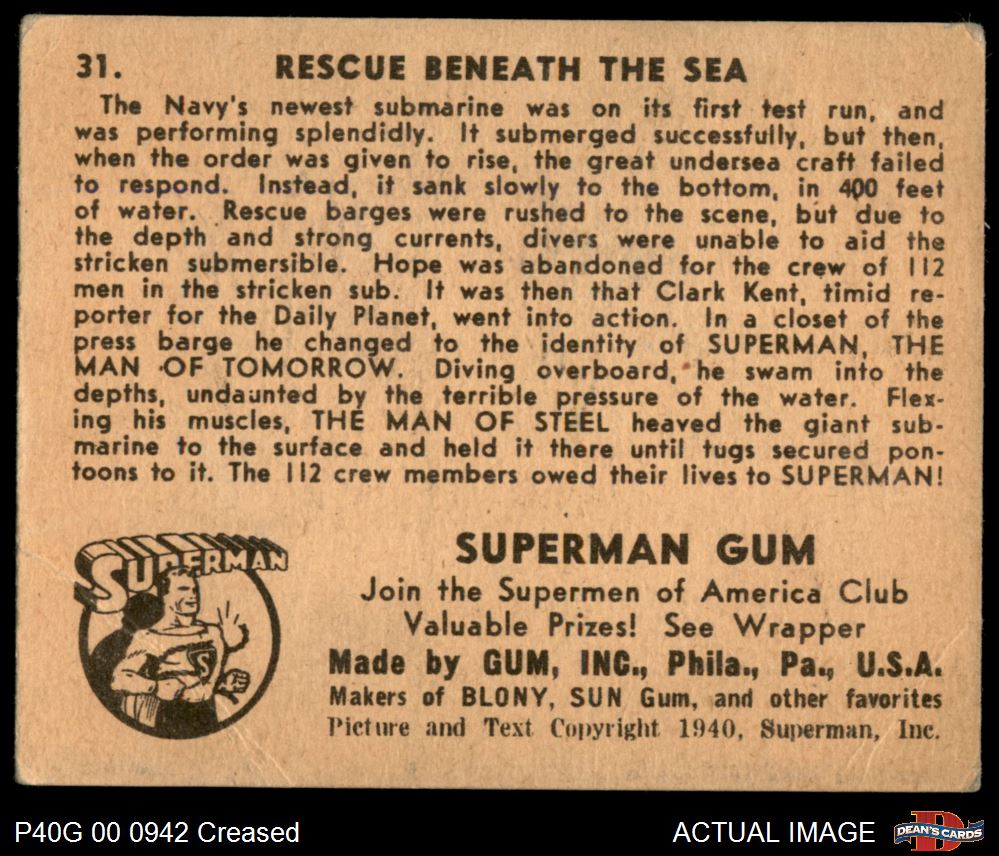 31. RESCUE BENEATH THE SEA
The Navy's newest submarine was on its first test run, and
was performing splendidly. It submerged successfully, but then,
when the order was given to rise, the great undersea craft failed
to respond. Instead, it sank slowly to the bottom, in 400 feet
of water. Rescue barges were rushed to the scene, but due to
the depth and strong currents, divers were unable to aid the
stricken submersible. Hope was abandoned for the crew of 112
men in the stricken sub. It was then that Clark Kent, timid re-
porter for the Daily Planet, went into action. In a closet of the
press barge he changed to the identity of SUPERMAN, THE
MAN OF TOMORROW. Diving overboard, he swam into the
depths, undaunted by the terrible pressure of the water. Flex-
ing his muscles, THE MAN OF STEEL heaved the giant sub-
marine to the surface and held it there until tugs secured pon-
toons to it. The 112 crew members owed their lives to SUPERMAN!
SUPERMAN
S
SUPERMAN GUM
Join the Supermen of America Club
Valuable Prizes! See Wrapper
Made by GUM, INC., Phila., Pa., U.S.A.
Makers of BLONY, SUN Gum, and other favorites
Picture and Text Copyright 1940, Superman, Inc.
P40G 00 0942 Creased
ACTUAL IMAGE
D
DEAN'S CARDS